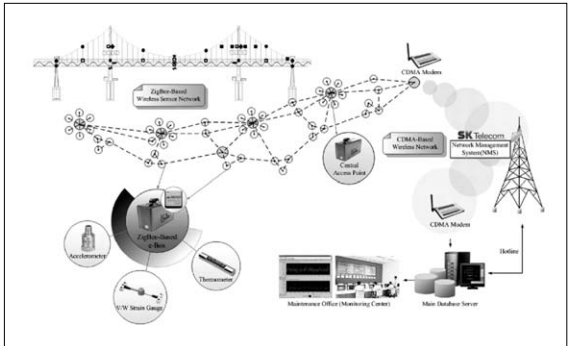 CDMA Modem
ZigBee-Based
Wireless Sensor Network
SK Telecom
Network Management
System(NMS)
CDMA-Based
Wireless Network
Central
Access Point
CDMA Modem
ZigBee-Based
e-Box
Accelerometer
Thermometer
V/W Strain Gauge
Hotline
Maintenance Office (Monitoring Center)
Main Database Server